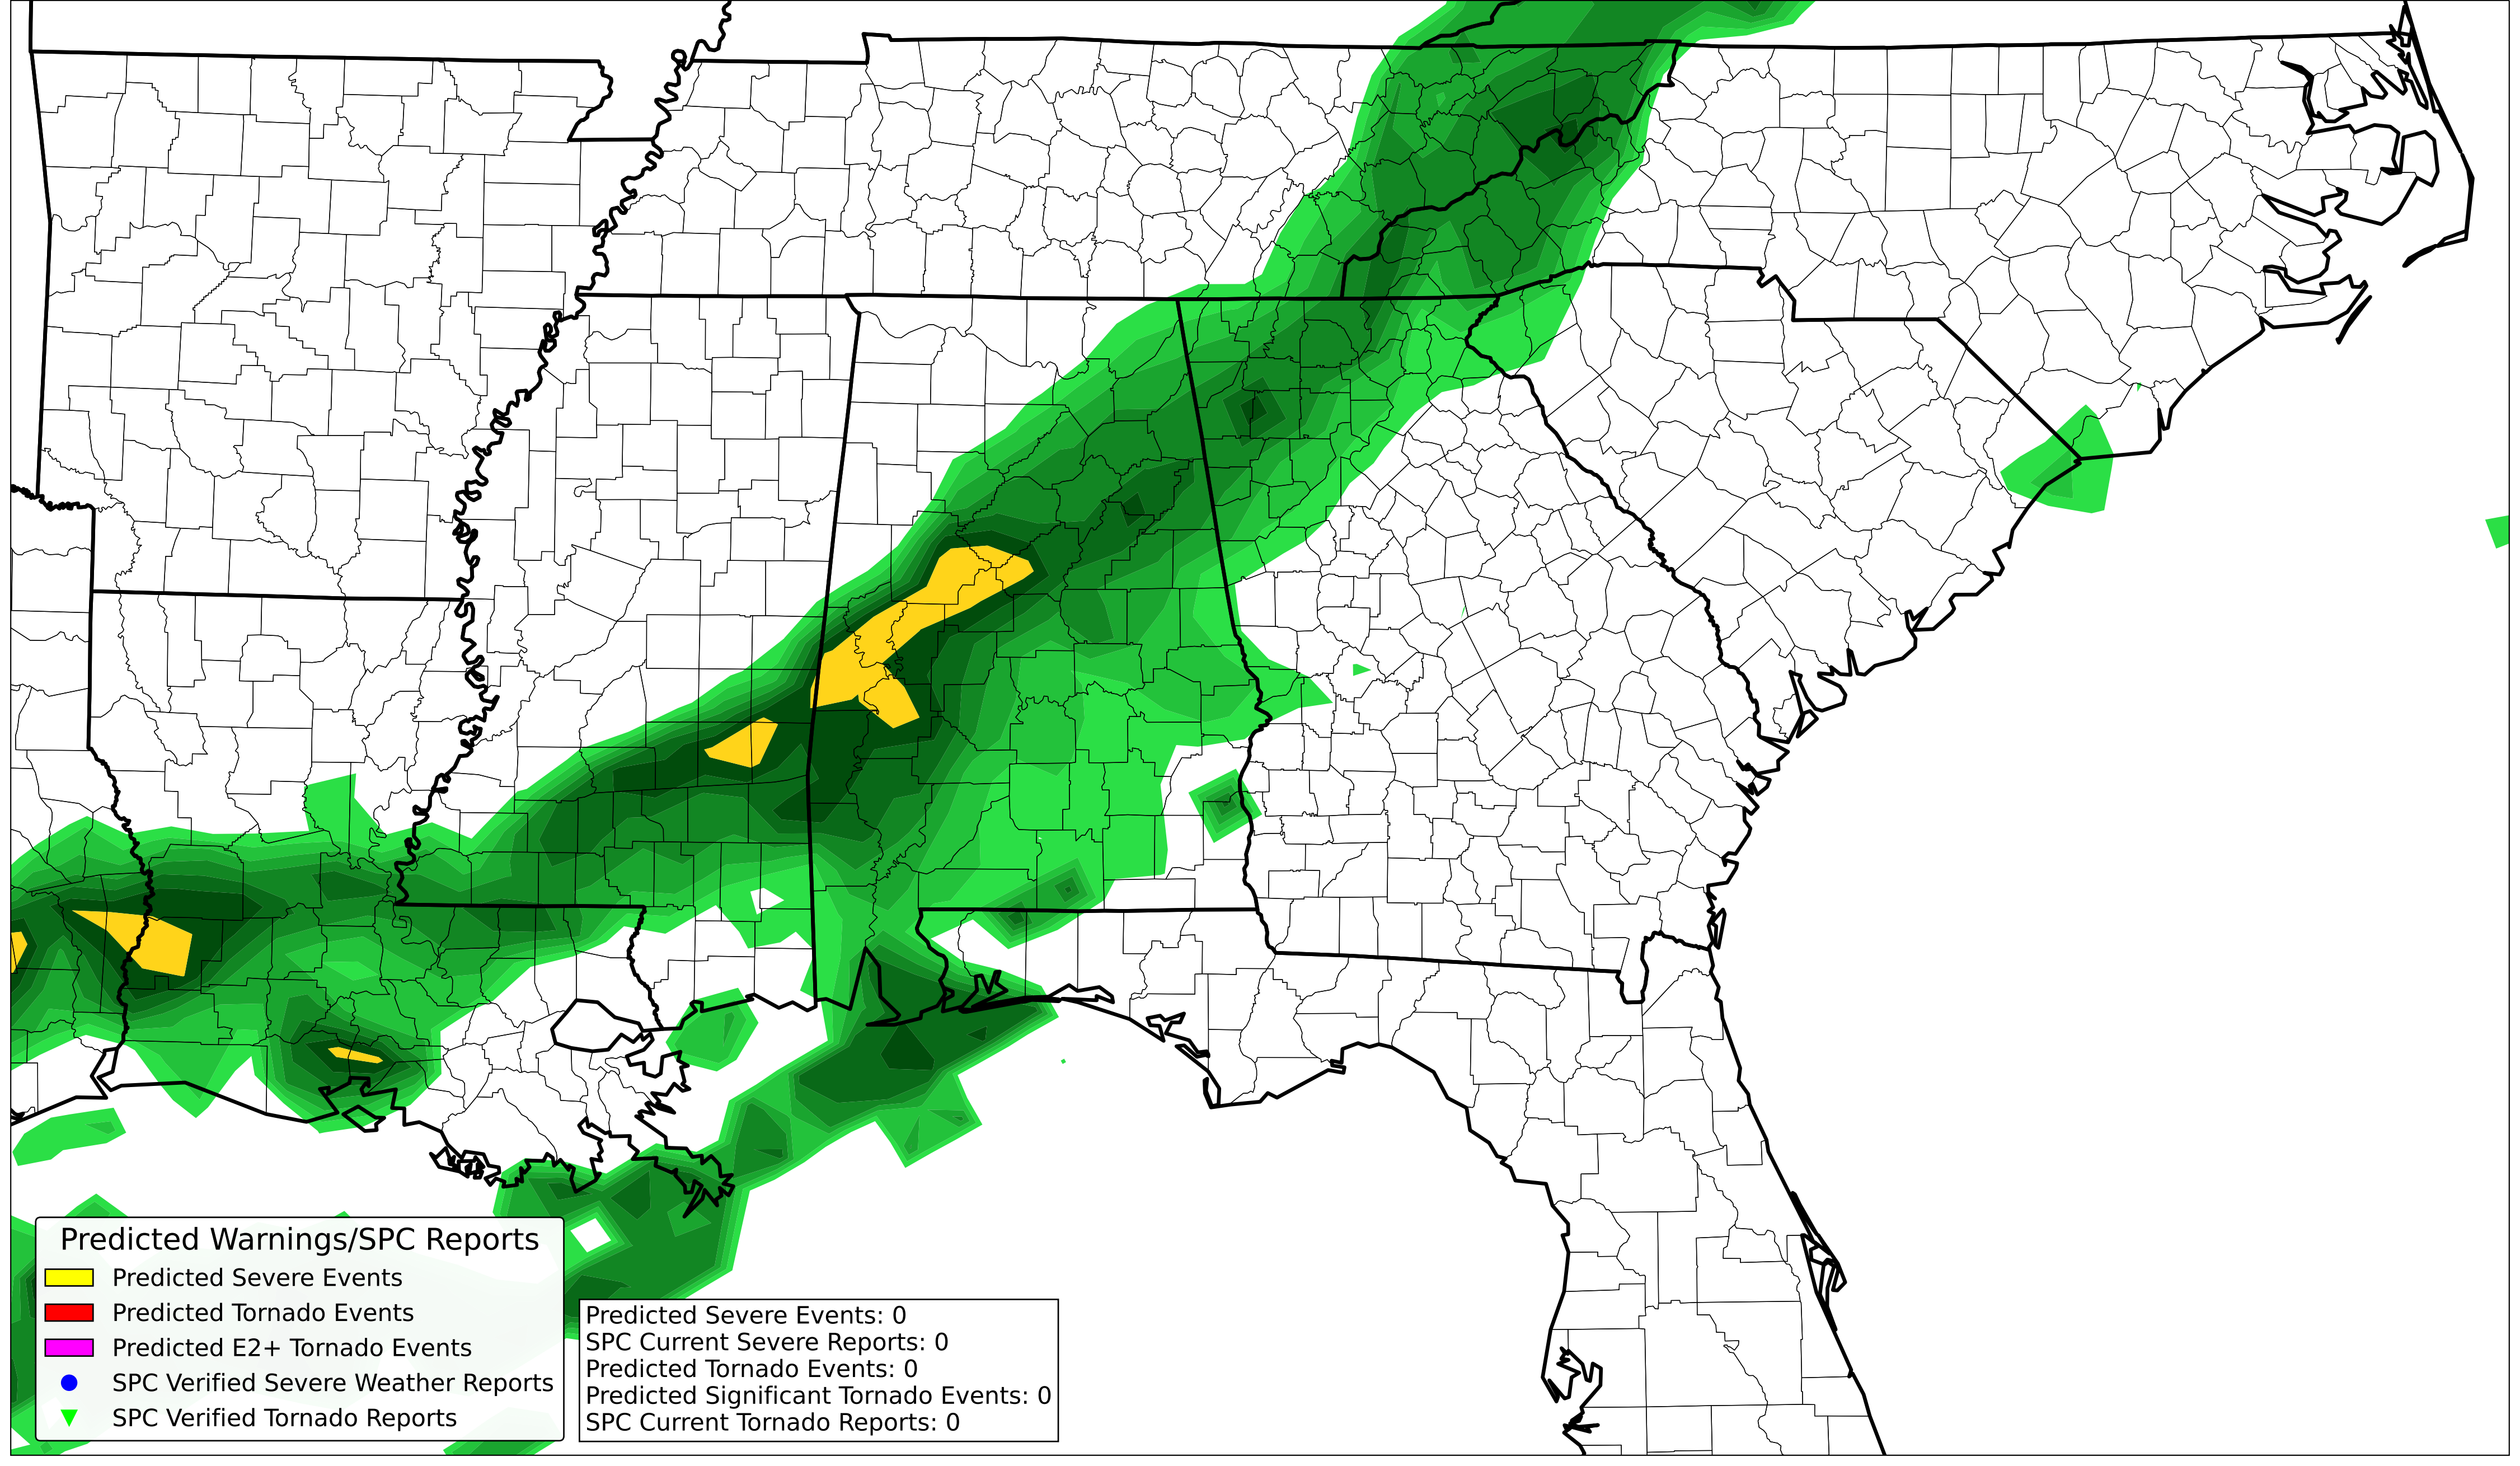 Predicted Warnings/SPC Reports
Predicted Severe Events
Predicted Tornado Events
Predicted E2+ Tornado Events
SPC Verified Severe Weather Reports
SPC Verified Tornado Reports
Predicted Severe Events: 0
SPC Current Severe Reports: 0
Predicted Tornado Events: 0
Predicted Significant Tornado Events: 0
SPC Current Tornado Reports: 0